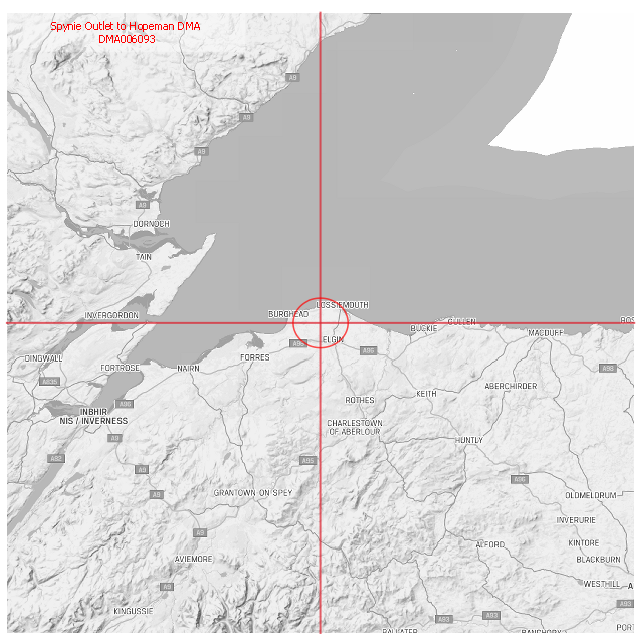 Spynie Outlet to Hopeman DMA
DMA006093
A9
A9
A9
A9
DORNOCH
TAIN
INVERGORDON
BURGHEAD
LOSSIEMOUTH
CULLEN
BUCKIE
MACDUFF
ELGIN
A96
DINGWALL
FORTROSE
NAIRN
FORRES
A98
A835
ABERCHIRDER
KEITH
ROTHES
A96
INBHIR
NIS / INVERNESS
CHARLESTOWN
OF ABERLOUR
A9
HUNTLY
A82
A95
A9
A96
GRANTOWN ON SPEY
A9
OLDMELDRUM
INVERURIE
A9
ALFORD
KINTORE
AVIEMORE
BLACKBURN
A9
WESTHILL
KINGUSSIE
A93
A93